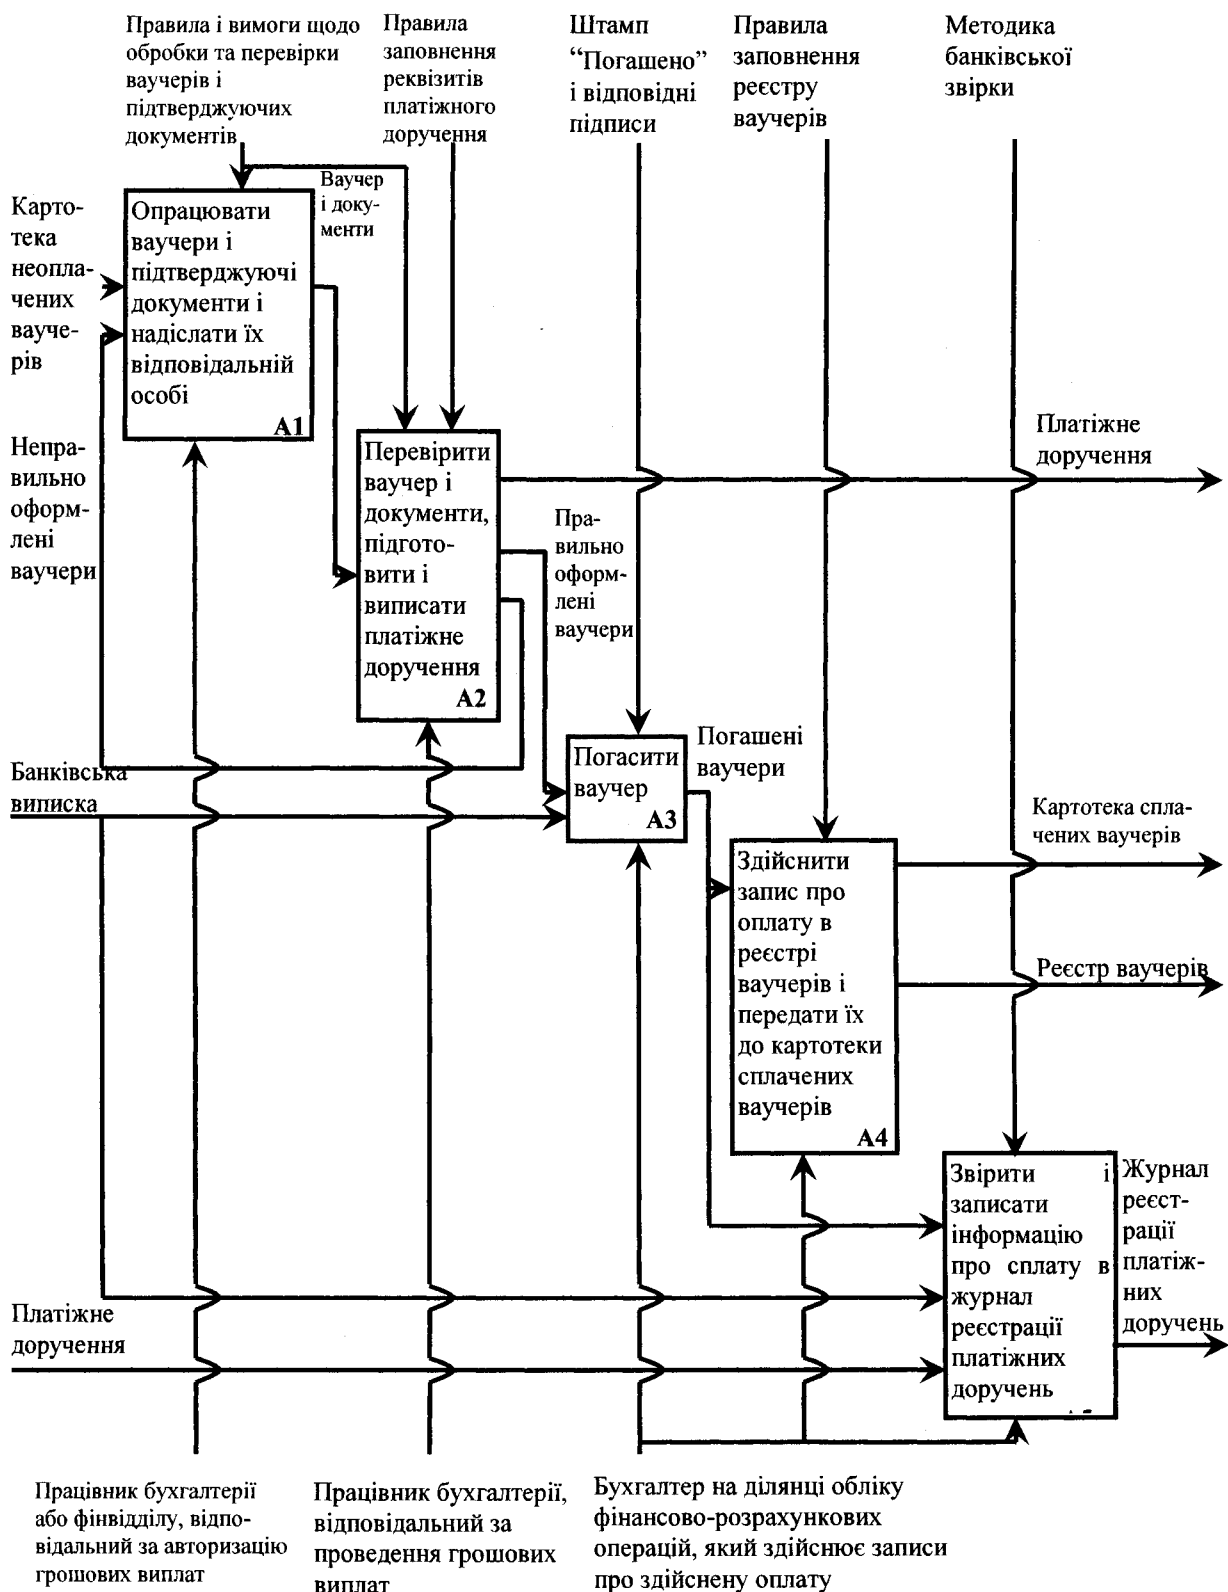 Правила і вимоги щодо
обробки та перевірки
ваучерів і
підтверджуючих
документів
Правила
заповнення
реквізитів
платіжного
доручення
Штамп
“Погашено”
і відповідні
підписи
Правила
заповнення
реєстру
ваучерів
Методика
банківської
звірки
Карто-
тека
неопла-
чених
вауче-
рів
Опрацювати
ваучери і
підтверджуючі
документи і
надіслати їх
відповідальній
особі
А1
Ваучер
і доку-
менти
Непра-
вильно
оформ-
лені
ваучери
Перевірити
ваучер і
документи,
підгото-
вити і
виписати
платіжне
доручення
А2
Платіжне
доручення
Пра-
вильно
оформ-
лені
ваучери
Банківська
виписка
Погасити
ваучер
А3
Погашені
ваучери
Картотека спла-
чених ваучерів
Здійснити
запис про
оплату в
реєстрі
ваучерів і
передати їх
до картотеки
сплачених
ваучерів
А4
Реєстр ваучерів
Звірити і
записати
інформацію
про сплату в
журнал
реєстрації
платіжних
доручень
Журнал
реєст-
рації
платіж-
них
доручень
Платіжне
доручення
Працівник бухгалтерії
або фінвідділу, відпо-
відальний за авторизацію
грошових виплат
Працівник бухгалтерії,
відповідальний за
проведення грошових
виплат
Бухгалтер на ділянці обліку
фінансово-розрахункових
операцій, який здійснює записи
про здійснену оплату